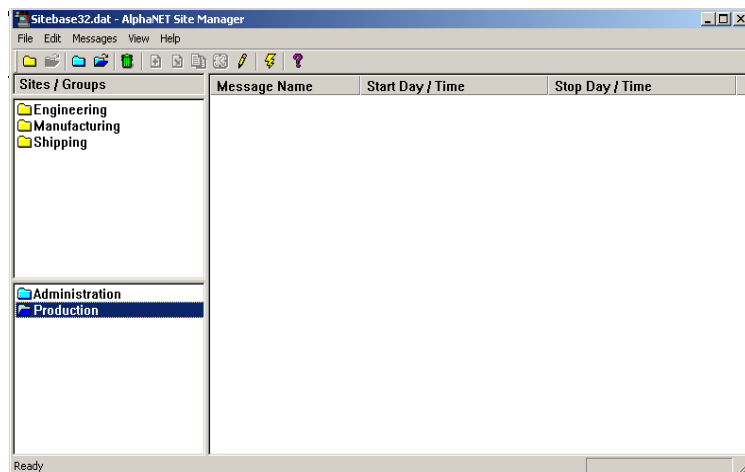 Sitebase32.dat - AlphaNET Site Manager
File Edit Messages View Help
Sites / Groups
Message Name Start Day / Time Stop Day / Time
Engineering
Manufacturing
Shipping
Administration
Production
Ready